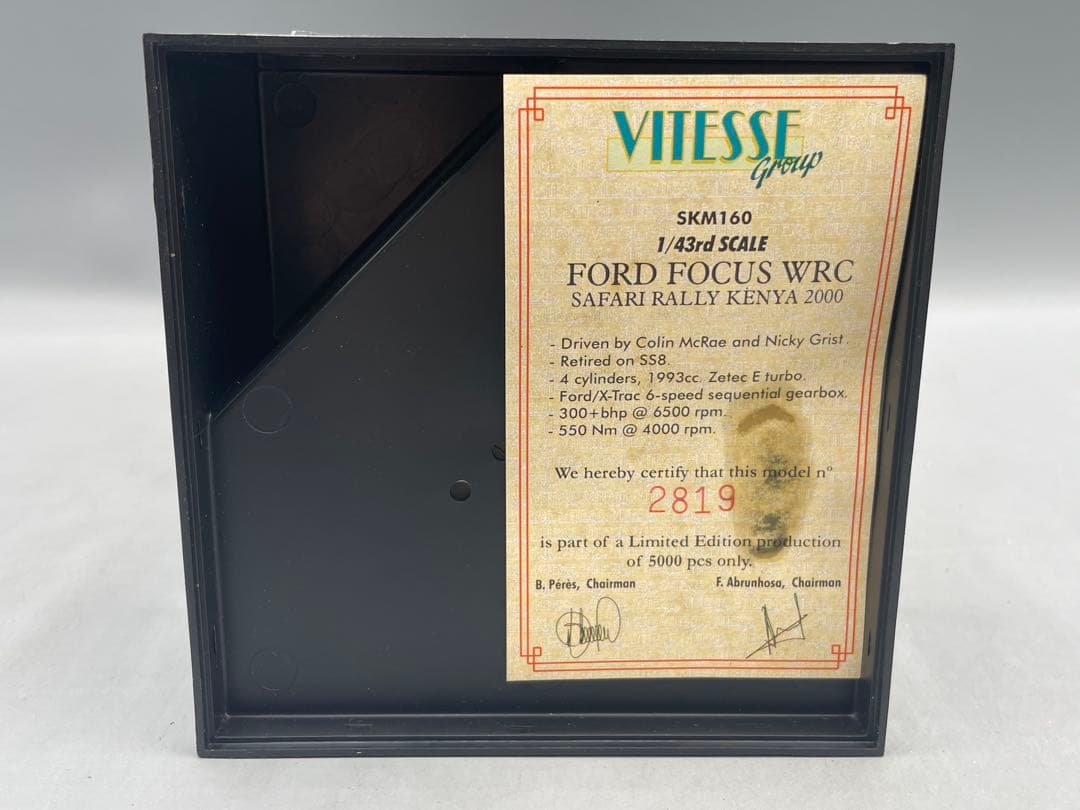 VITESSE
Group
SKM160
1/43rd SCALE
FORD FOCUS WRC
SAFARI RALLY KENYA 2000
- Driven by Colin McRae and Nicky Grist.
- Retired on SS8.
- 4 cylinders, 1993cc. Zetec E turbo.
- Ford/X-Trac 6-speed sequential gearbox.
- 300+bhp @ 6500 rpm.
- 550 Nm @ 4000 rpm.
We hereby certify that this model n°
2819
is part of a Limited Edition production
of 5000 pcs only.
B. Pérès, Chairman F. Abrunhosa, Chairman